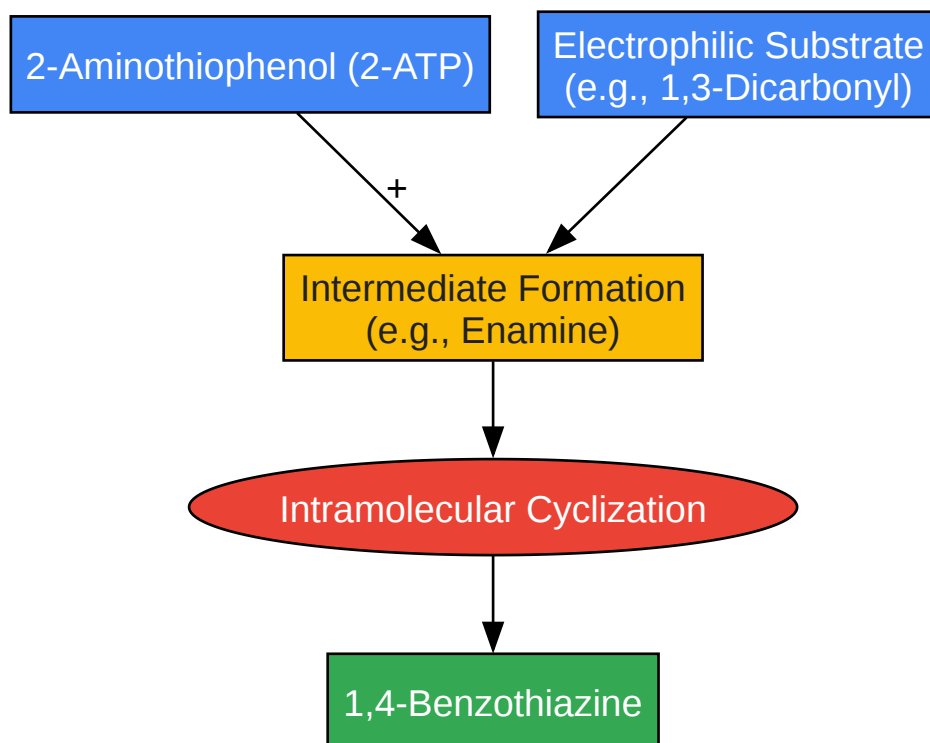 2-Aminothiophenol (2-ATP)
Electrophilic Substrate
(e.g., 1,3-Dicarbonyl)
+
Intermediate Formation
(e.g., Enamine)
Intramolecular Cyclization
1,4-Benzothiazine